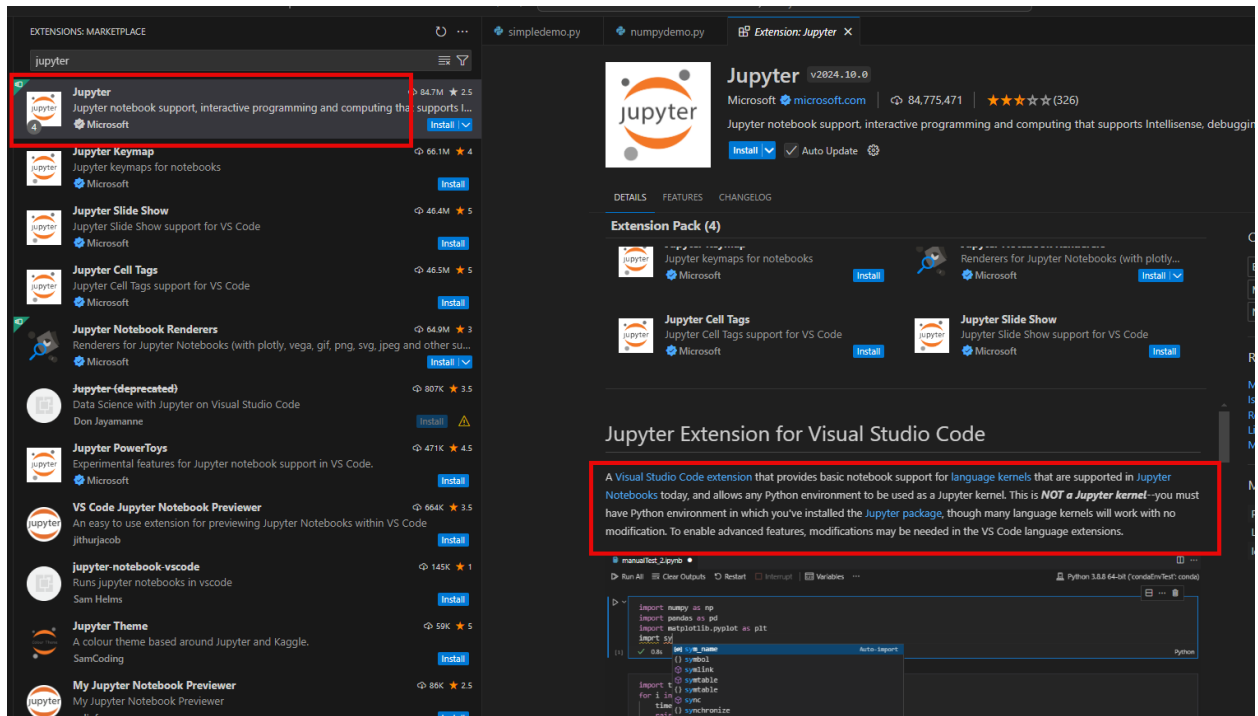 EXTENSIONS: MARKETPLACE
jupyter
Jupyter 84.7M 2.5
Jupyter notebook support, interactive programming and computing that supports I...
Microsoft Install
4
Jupyter Keymap 66.1M 4
Jupyter keymaps for notebooks
Microsoft Install
Jupyter Slide Show 46.4M 5
Jupyter Slide Show support for VS Code
Microsoft Install
Jupyter Cell Tags 46.5M 5
Jupyter Cell Tags support for VS Code
Microsoft Install
Jupyter Notebook Renderers 64.9M 3
Renderers for Jupyter Notebooks (with plotly, vega, gif, png, svg, jpeg and other su...
Microsoft Install
Jupyter (deprecated) 807K 3.5
Data Science with Jupyter on Visual Studio Code
Don Jayamanne Install
Jupyter PowerToys 471K 4.5
Experimental features for Jupyter notebook support in VS Code.
Microsoft Install
VS Code Jupyter Notebook Previewer 664K 3.5
An easy to use extension for previewing Jupyter Notebooks within VS Code
jithurjacob Install
jupyter-notebook-vscode 145K 1
Runs jupyter notebooks in vscode
Sam Helms Install
Jupyter Theme 59K 5
A colour theme based around Jupyter and Kaggle.
SamCoding Install
My Jupyter Notebook Previewer 86K 2.5
My Jupyter Notebook Previewer
simpledemo.py numpydemo.py Extension: Jupyter
jupyter
Jupyter v2024.10.0
Microsoft microsoft.com 84,775,471 (326)
Jupyter notebook support, interactive programming and computing that supports Intellisense, debuggin
Install Auto Update
DETAILS FEATURES CHANGELOG
Extension Pack (4)
Jupyter Keymap Jupyter Notebook Renderers
Jupyter keymaps for notebooks Renderers for Jupyter Notebooks (with plotly...
Microsoft Install Microsoft Install
Jupyter Cell Tags Jupyter Slide Show
Jupyter Cell Tags support for VS Code Jupyter Slide Show support for VS Code
Microsoft Install Microsoft Install
Jupyter Extension for Visual Studio Code
A Visual Studio Code extension that provides basic notebook support for language kernels that are supported in Jupyter
Notebooks today, and allows any Python environment to be used as a Jupyter kernel. This is NOT a Jupyter kernel--you must
have Python environment in which you've installed the Jupyter package, though many language kernels will work with no
modification. To enable advanced features, modifications may be needed in the VS Code language extensions.
manualTest_2.ipynb
Run All Clear Outputs Restart Interrupt Variables Python 3.8.8 64-bit ('condaEnvTest': conda)
import numpy as np
import pandas as pd
import matplotlib.pyplot as plt
imprt sy
[1] 0.8s sym_name Auto-import Python
symbol
symlink
symtable
import t
symtable
for i in
sync
time
synchronize